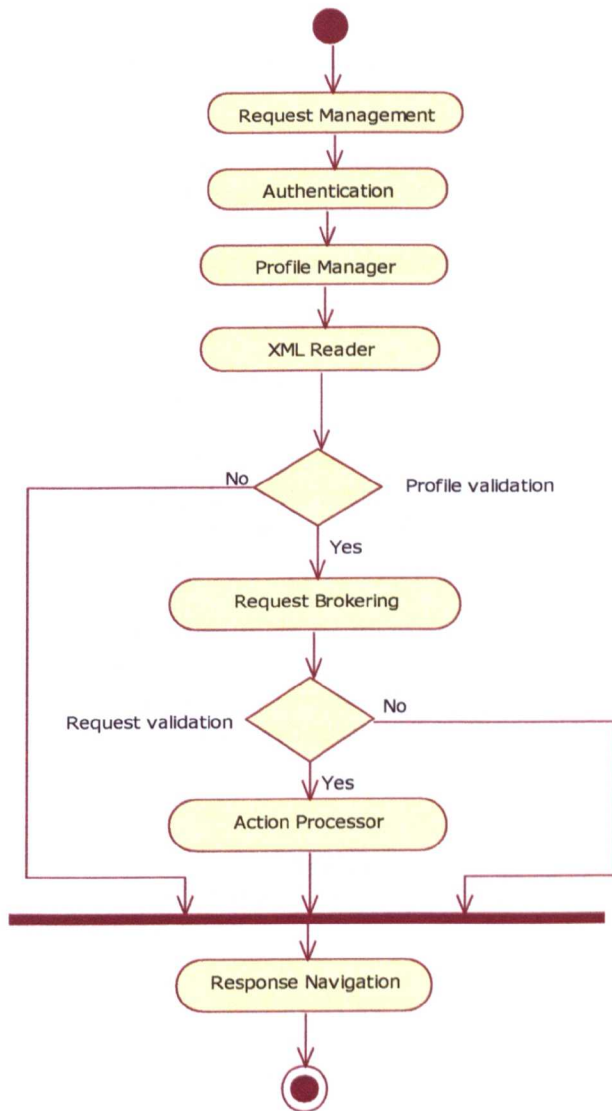 Request Management
Authentication
Profile Manager
XML Reader
No
Profile validation
Yes
Request Brokering
No
Request validation
Yes
Action Processor
Response Navigation